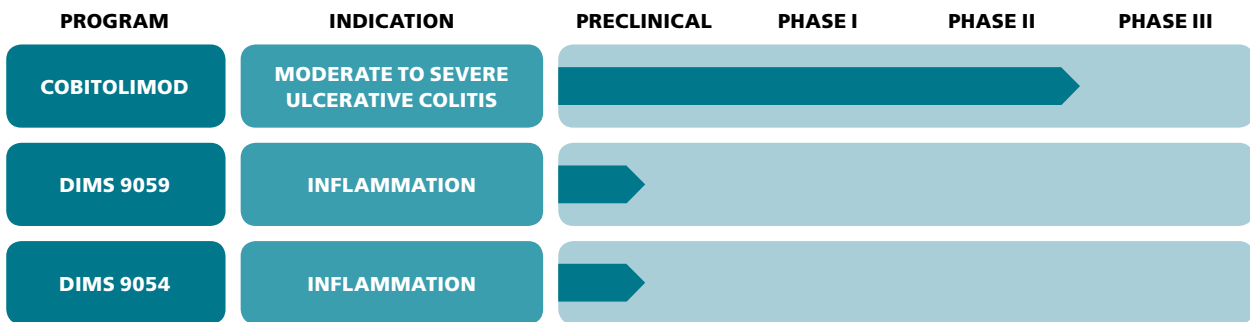 PROGRAM INDICATION PRECLINICAL PHASE I PHASE II PHASE III
COBITOLIMOD
MODERATE TO SEVERE
ULCERATIVE COLITIS
DIMS 9059 INFLAMMATION
DIMS 9054 INFLAMMATION